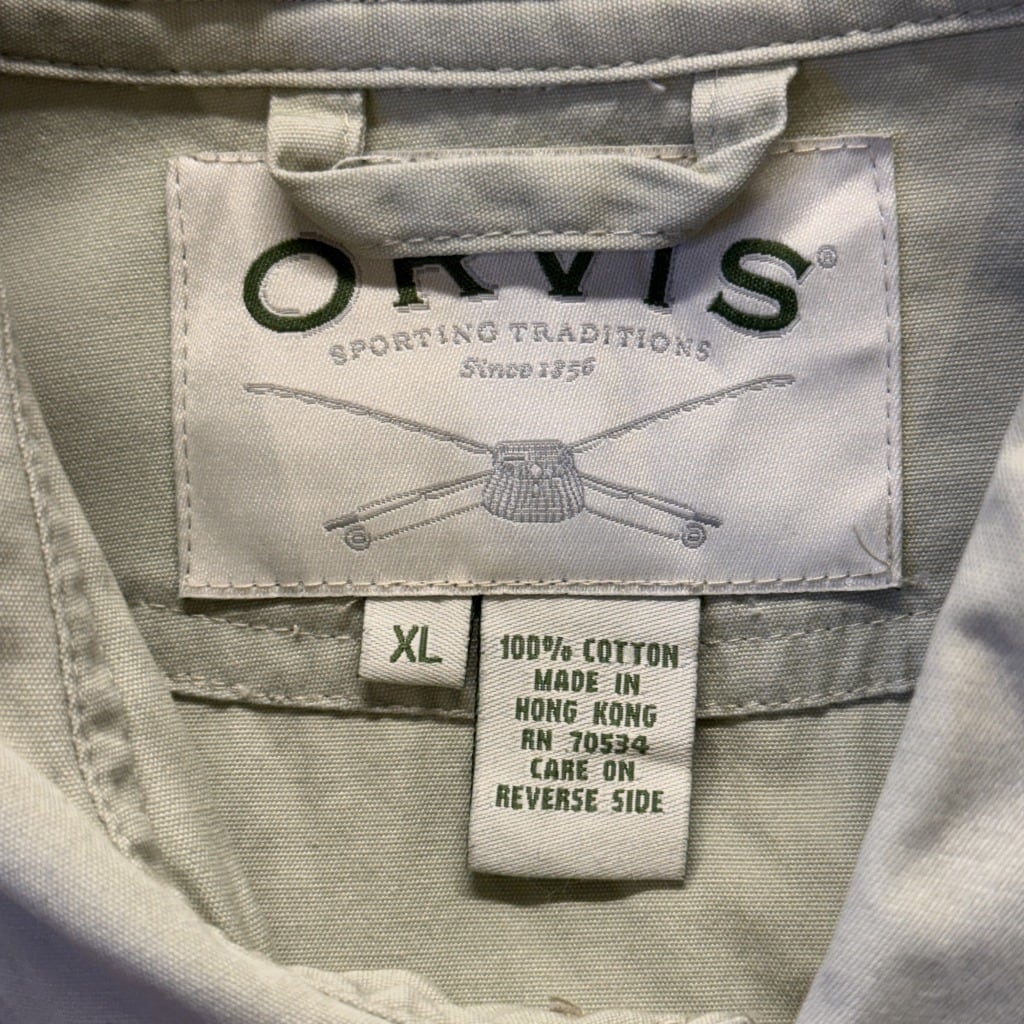 ORVIS®
SPORTING TRADITIONS
Since 1856
XL
100% COTTON
MADE IN
HONG KONG
RN 70534
CARE ON
REVERSE SIDE